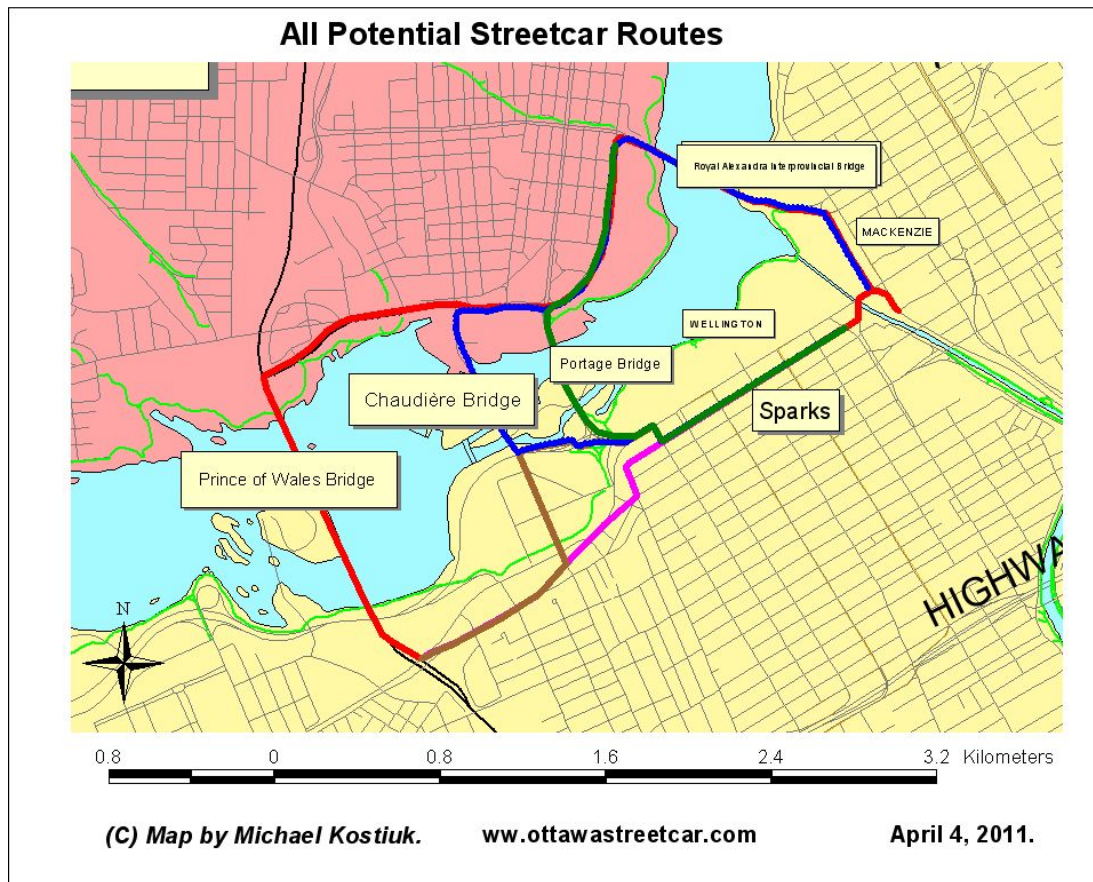 All Potential Streetcar Routes
Royal Alexandra Interprovincial Bridge
MACKENZIE
WELLINGTON
Portage Bridge
Chaudière Bridge
Sparks
Prince of Wales Bridge
HIGHWA
N
0.8 0 0.8 1.6 2.4 3.2 Kilometers
(C) Map by Michael Kostiuk. ww.ottawastreetcar.com April 4, 2011.